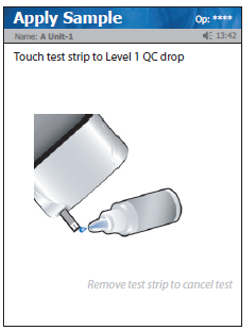 Apply Sample Op: ****
Name: A Unit-1 13:42
Touch test strip to Level 1 QC drop
Remove test strip to cancel test